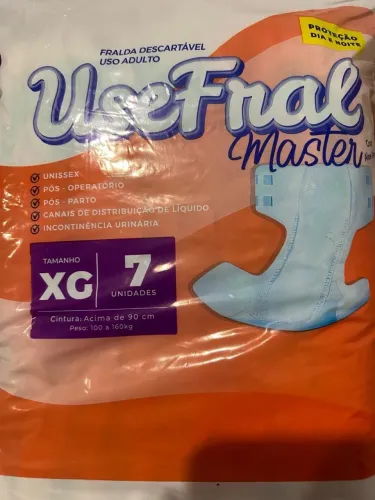 FRALDA DESCARTÁVEL
USO ADULTO
PROTEÇÃO
DIA E NOITE
UseFral
Master
UNISSEX
PÓS - OPERATÓRIO
PÓS - PARTO
CANAIS DE DISTRIBUIÇÃO DE LÍQUIDO
INCONTINÊNCIA URINÁRIA
TAMANHO
XG
7
UNIDADES
Cintura: Acima de 90 cm
Peso: 100 a 160kg